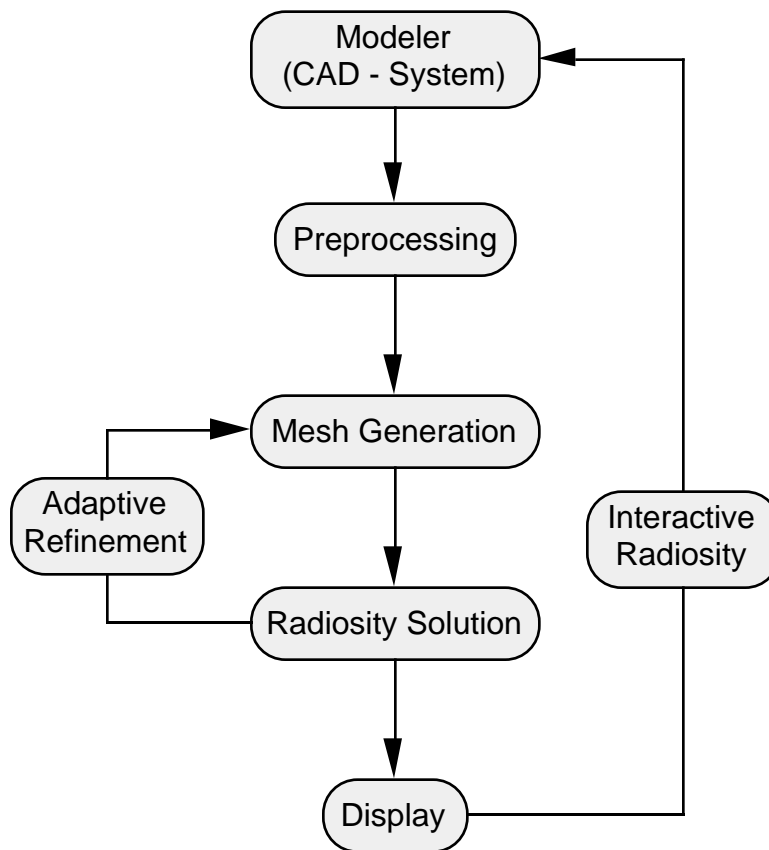 Modeler
(CAD - System)
Preprocessing
Mesh Generation
Adaptive
Refinement
Interactive
Radiosity
Radiosity Solution
Display